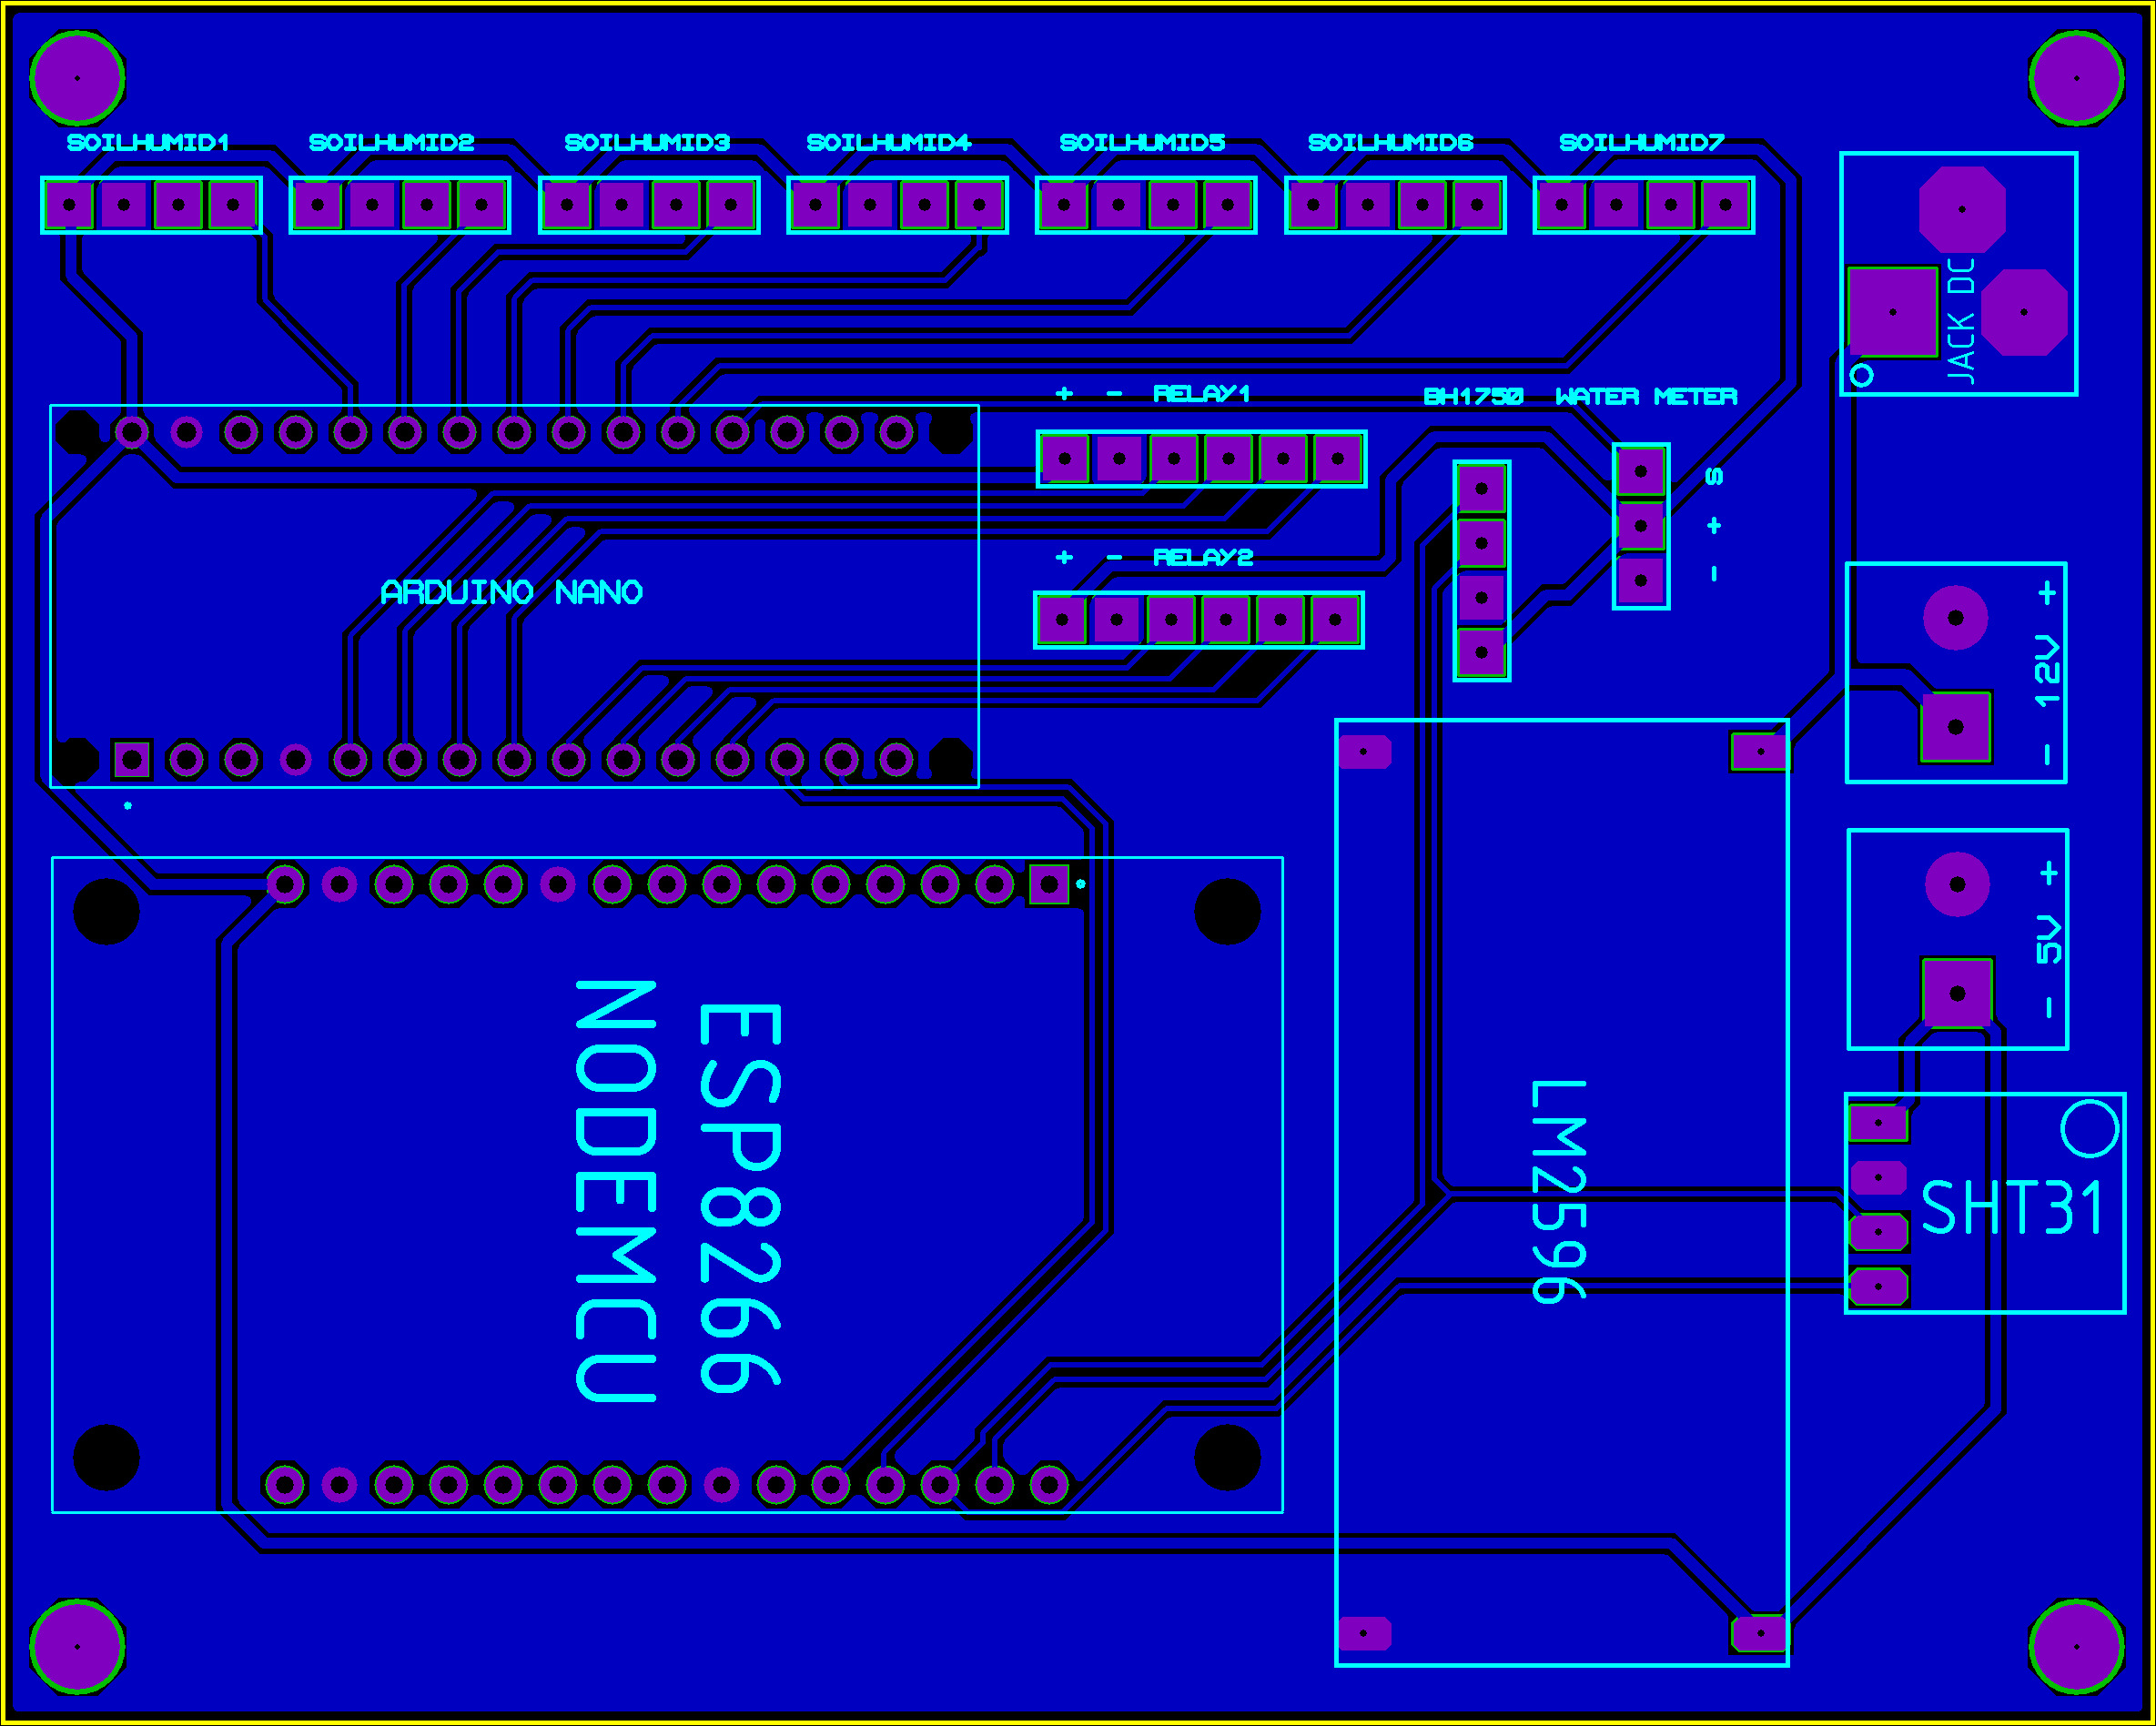 SOILHUMID1 SOILHUMID2 SOILHUMID3 SOILHUMID4 SOILHUMID5 SOILHUMID6 SOILHUMID7
JACK DC
+ - RELAY1
BH1750 WATER METER
S
+
-
+ - RELAY2
ARDUINO NANO
- 12V +
- 5V +
ESP8266
NODEMCU
LM2596
SHT31